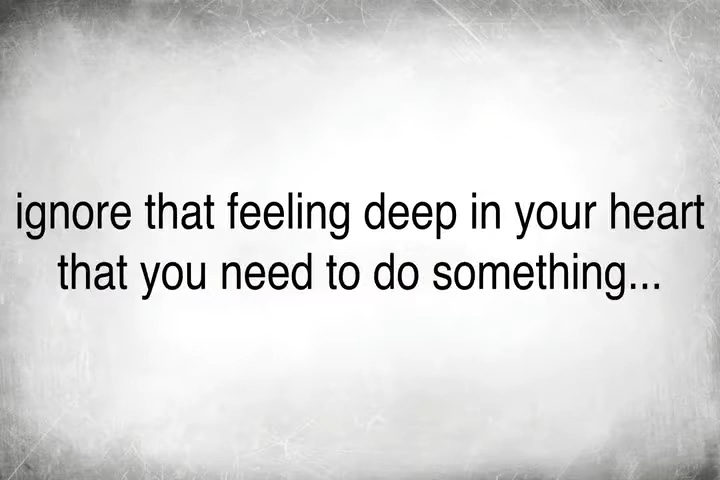 ignore that feeling deep in your heart
that you need to do something...